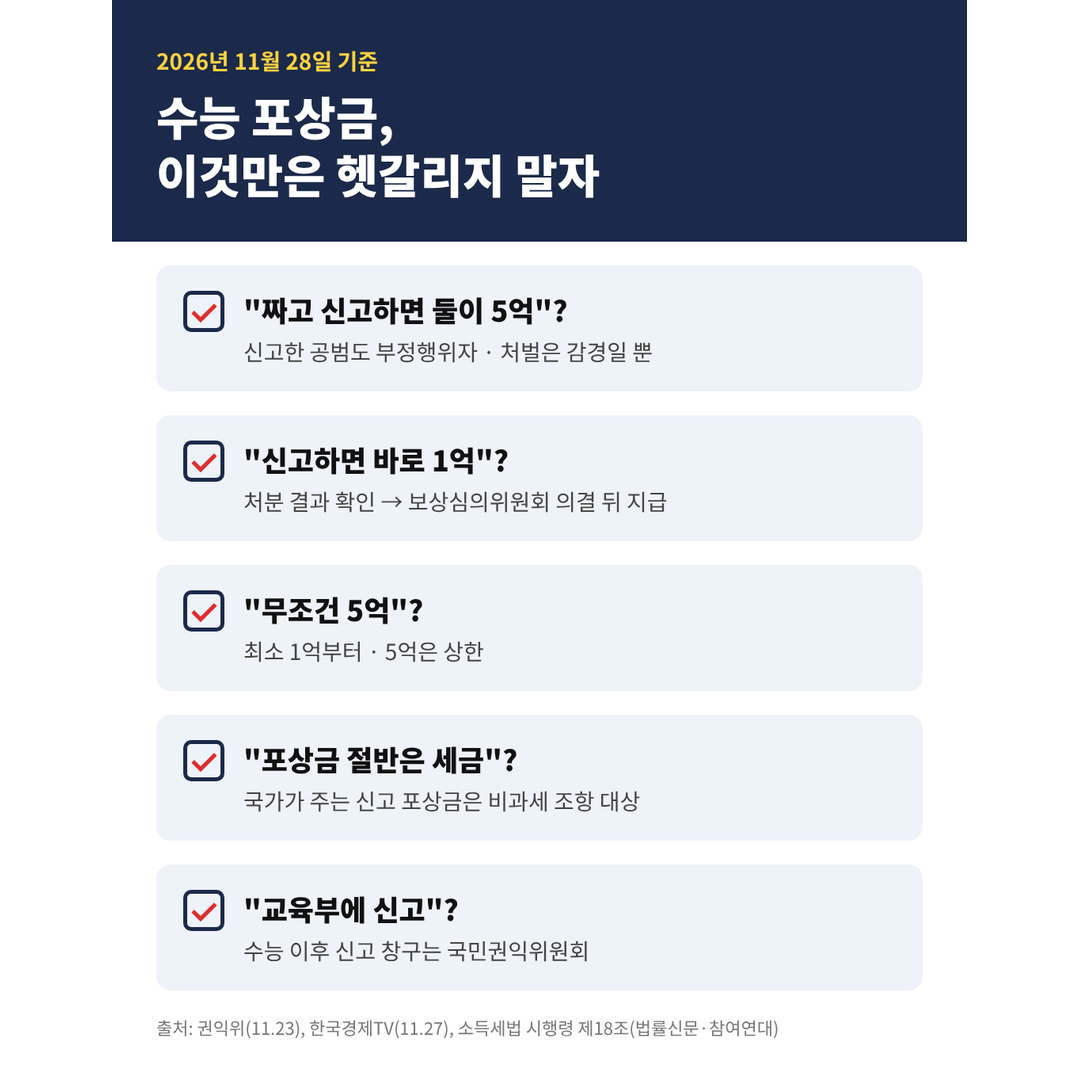 2026년 11월 28일 기준
수능 포상금,
이것만은 헷갈리지 말자
"짜고 신고하면 둘이 5억"?
신고한 공범도 부정행위자 · 처벌은 감경일 뿐
"신고하면 바로 1억"?
처분 결과 확인 → 보상심의위원회 의결 뒤 지급
"무조건 5억"?
최소 1억부터 · 5억은 상한
"포상금 절반은 세금"?
국가가 주는 신고 포상금은 비과세 조항 대상
"교육부에 신고"?
수능 이후 신고 창구는 국민권익위원회
출처: 권익위(11.23), 한국경제TV(11.27), 소득세법 시행령 제18조(법률신문·참여연대)